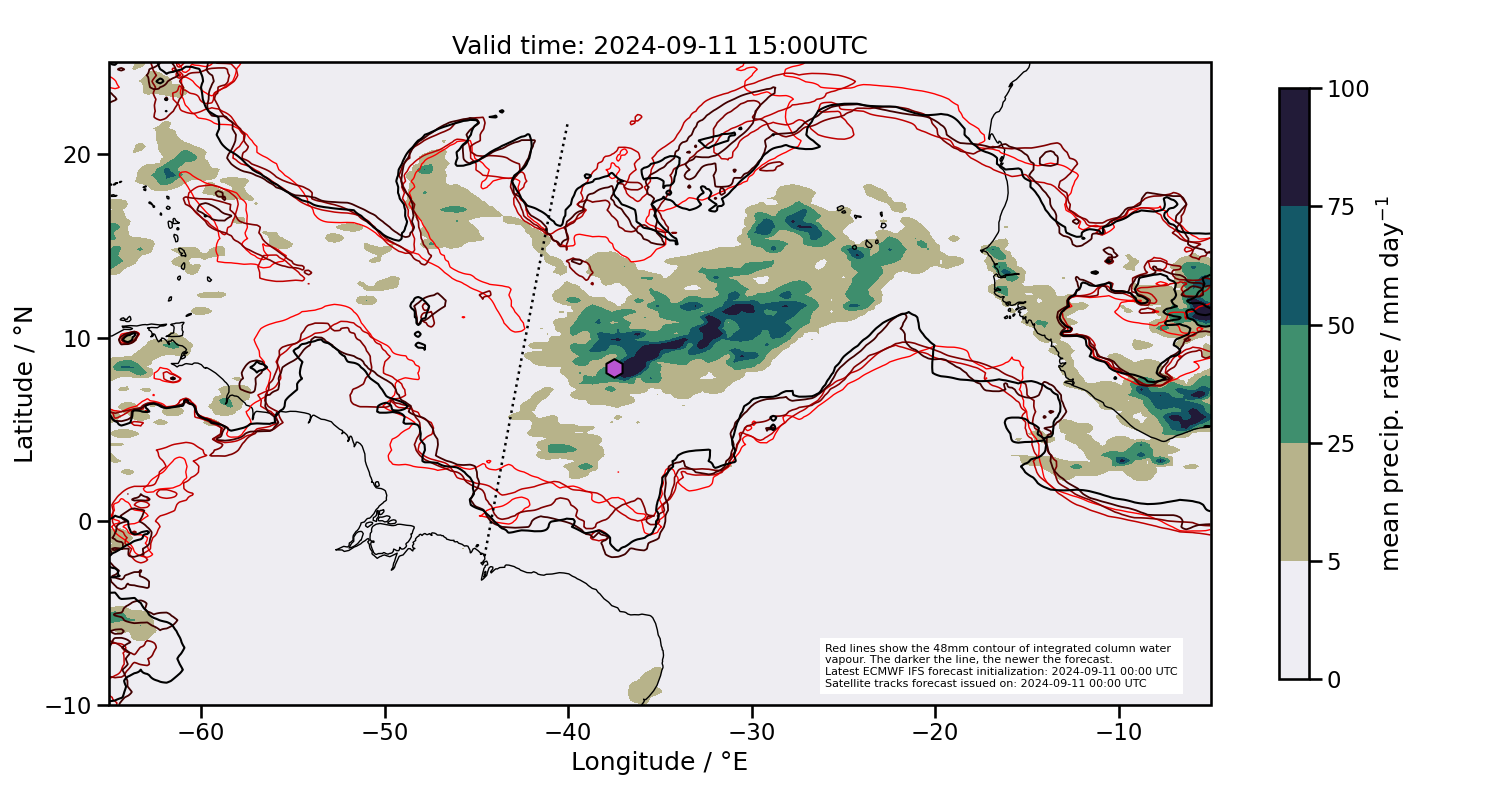 Valid time: 2024-09-11 15:00UTC
100
75
50
25
5
0
mean precip. rate / mm day⁻¹
20
10
0
−10
Latitude / °N
−60
−50
−40
−30
−20
−10
Longitude / °E
Red lines show the 48mm contour of integrated column water
vapour. The darker the line, the newer the forecast.
Latest ECMWF IFS forecast initialization: 2024-09-11 00:00 UTC
Satellite tracks forecast issued on: 2024-09-11 00:00 UTC